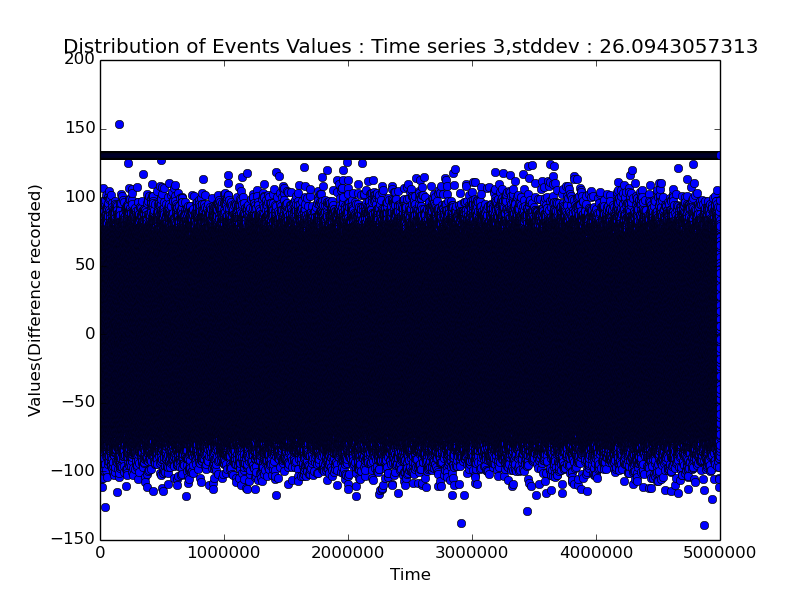 Distribution of Events Values : Time series 3,stddev : 26.0943057313
200
150
100
50
0
−50
−100
−150
Values(Difference recorded)
0 1000000 2000000 3000000 4000000 5000000
Time